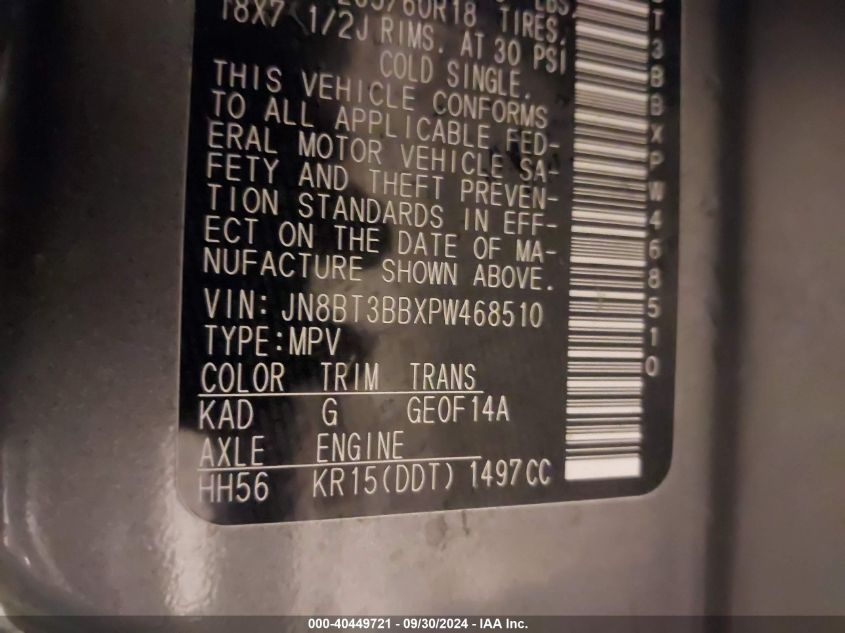 /60R18 TIRES,
18X7 1/2J RIMS. AT 30 PSI
COLD SINGLE.
THIS VEHICLE CONFORMS
TO ALL APPLICABLE FED-
ERAL MOTOR VEHICLE SA-
FETY AND THEFT PREVEN-
TION STANDARDS IN EFF-
ECT ON THE DATE OF MA-
NUFACTURE SHOWN ABOVE.
VIN: JN8BT3BBXPW468510
TYPE:MPV
COLOR TRIM TRANS
KAD G GE0F14A
AXLE ENGINE
HH56 KR15(DDT) 1497CC
T3BBXPW468510
000-40449721 - 09/30/2024 - IAA Inc.